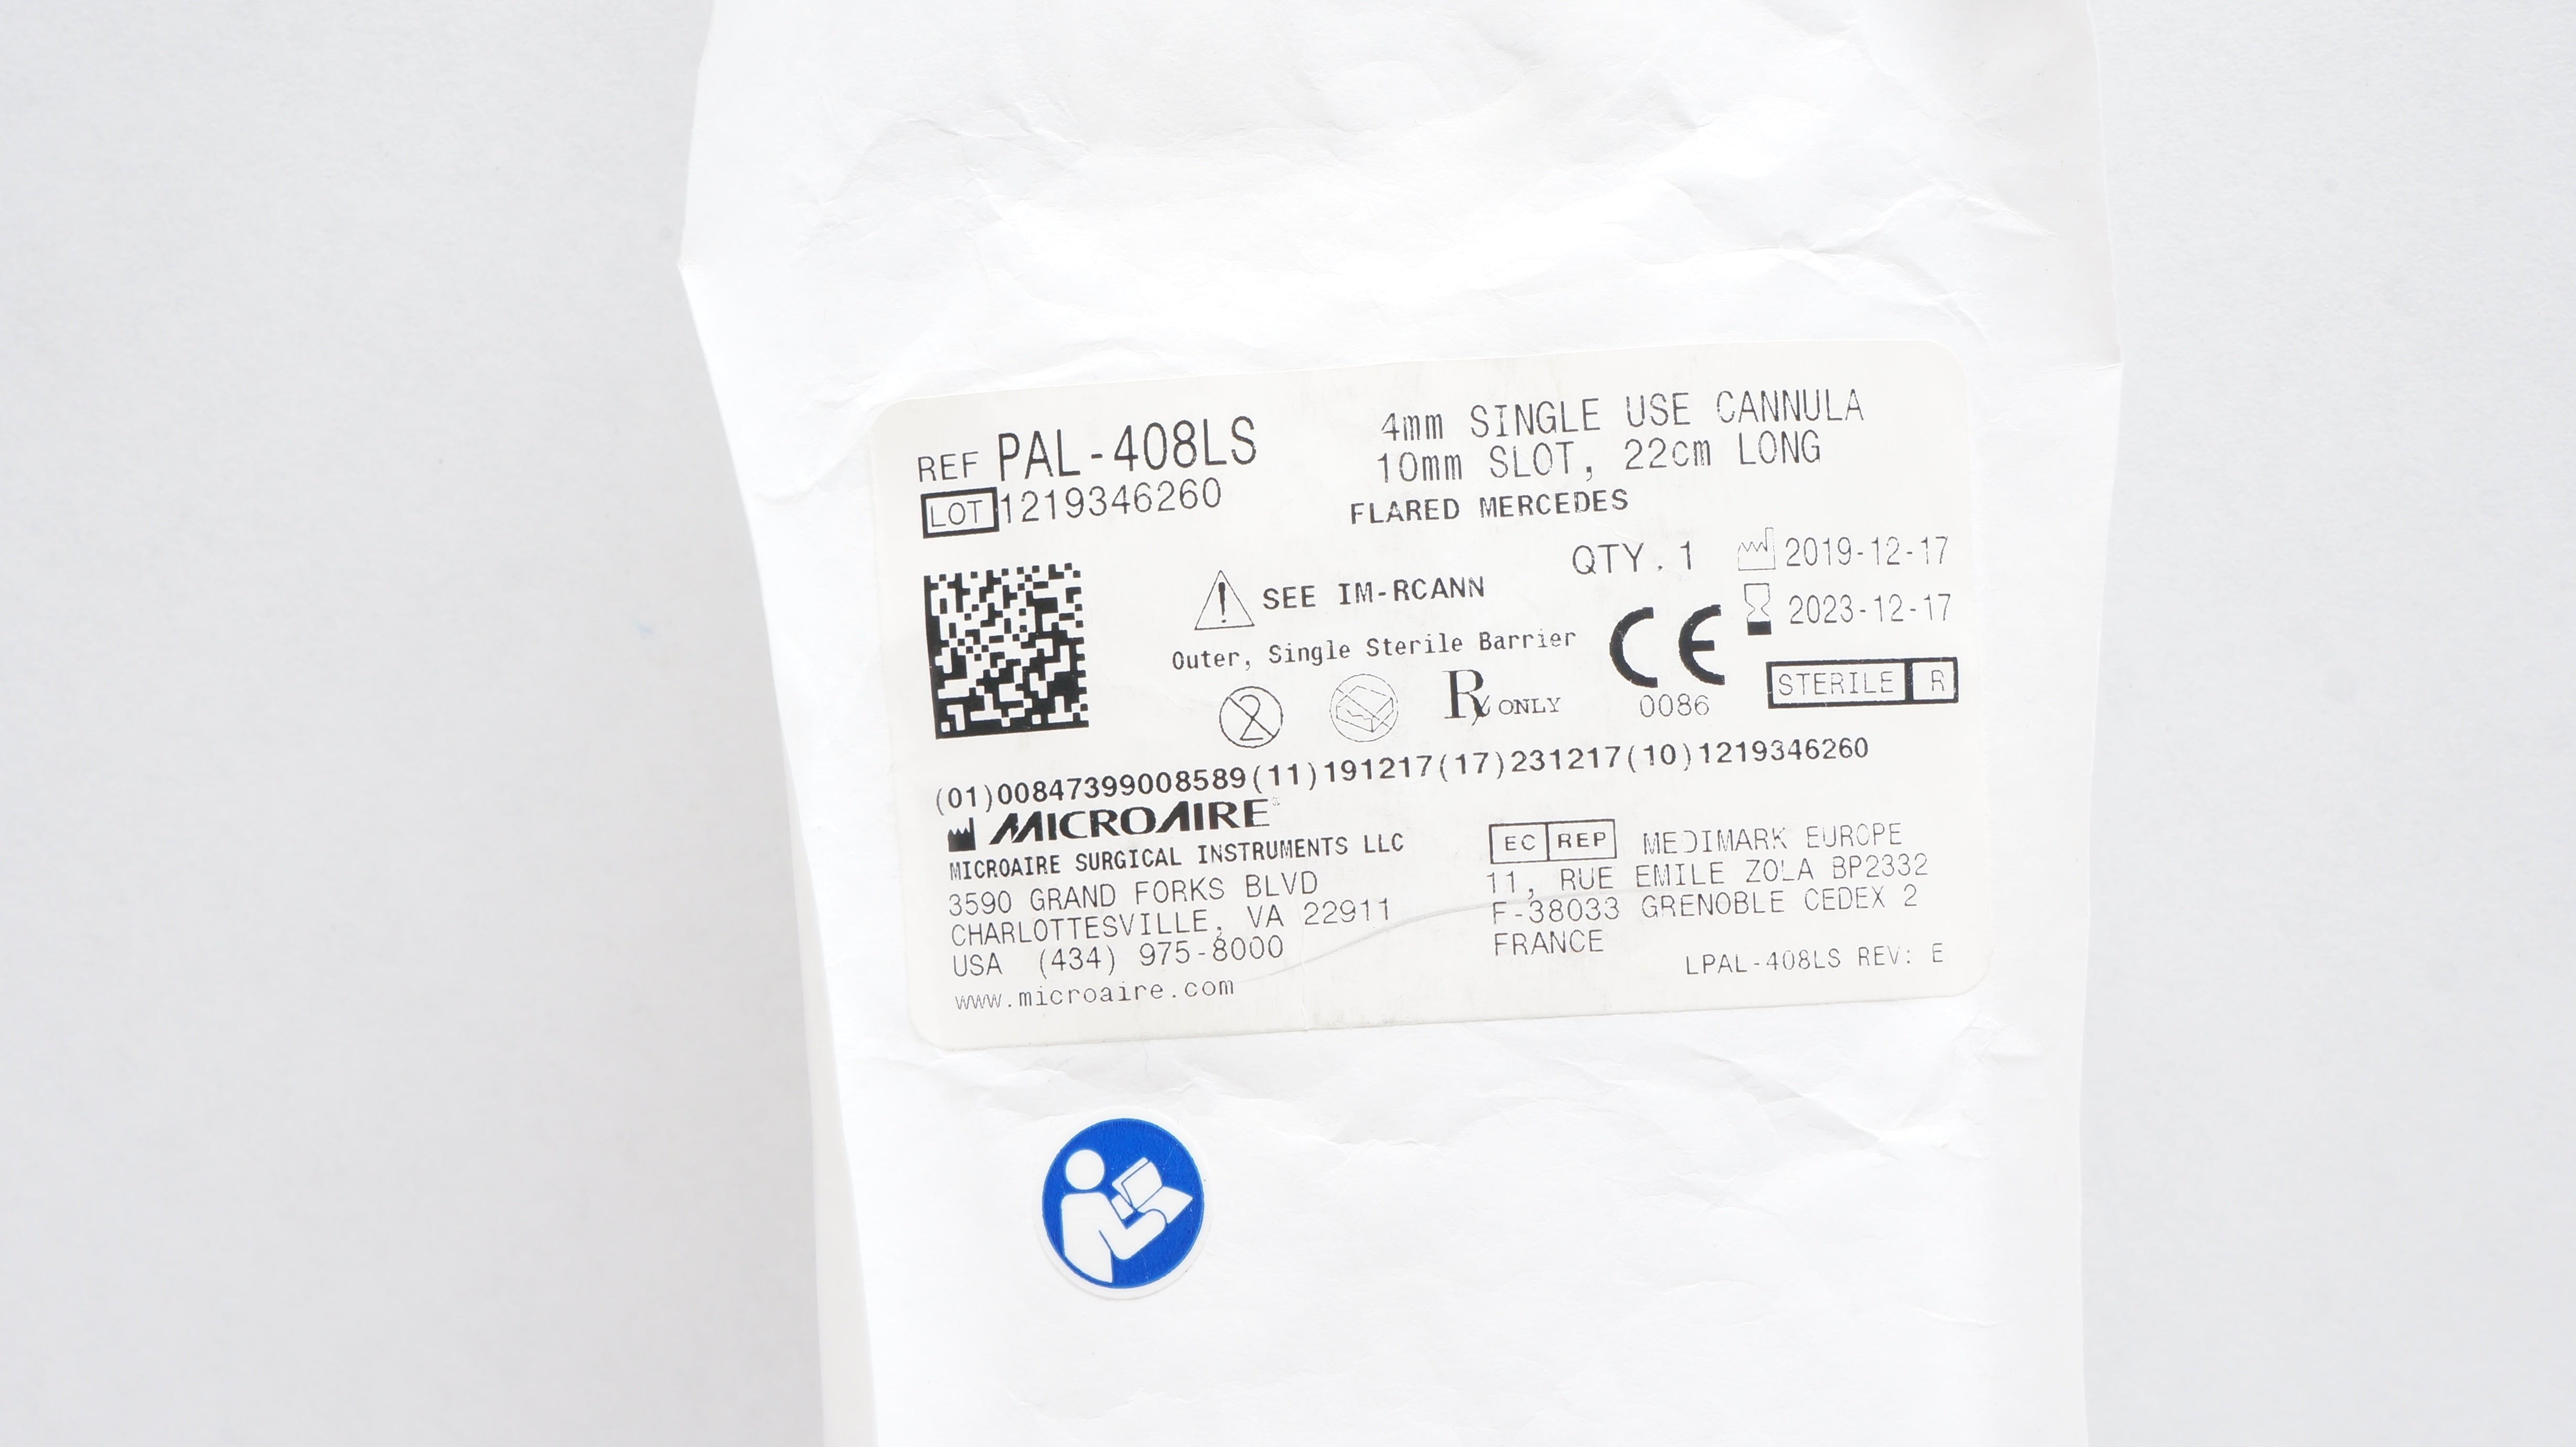 REF PAL-408LS
LOT 1219346260
4mm SINGLE USE CANNULA
10mm SLOT, 22cm LONG
FLARED MERCEDES
QTY. 1
2019-12-17
2023-12-17
SEE IM-RCANN
Outer, Single Sterile Barrier
2
Rx ONLY
CE
0086
STERILE R
(01)00847399008589(11)191217(17)231217(10)1219346260
MICROAIRE
MICROAIRE SURGICAL INSTRUMENTS LLC
3590 GRAND FORKS BLVD
CHARLOTTESVILLE, VA 22911
USA (434) 975-8000
www.microaire.com
EC REP MEDIMARK EUROPE
11, RUE EMILE ZOLA BP2332
F-38033 GRENOBLE CEDEX 2
FRANCE
LPAL-408LS REV: E